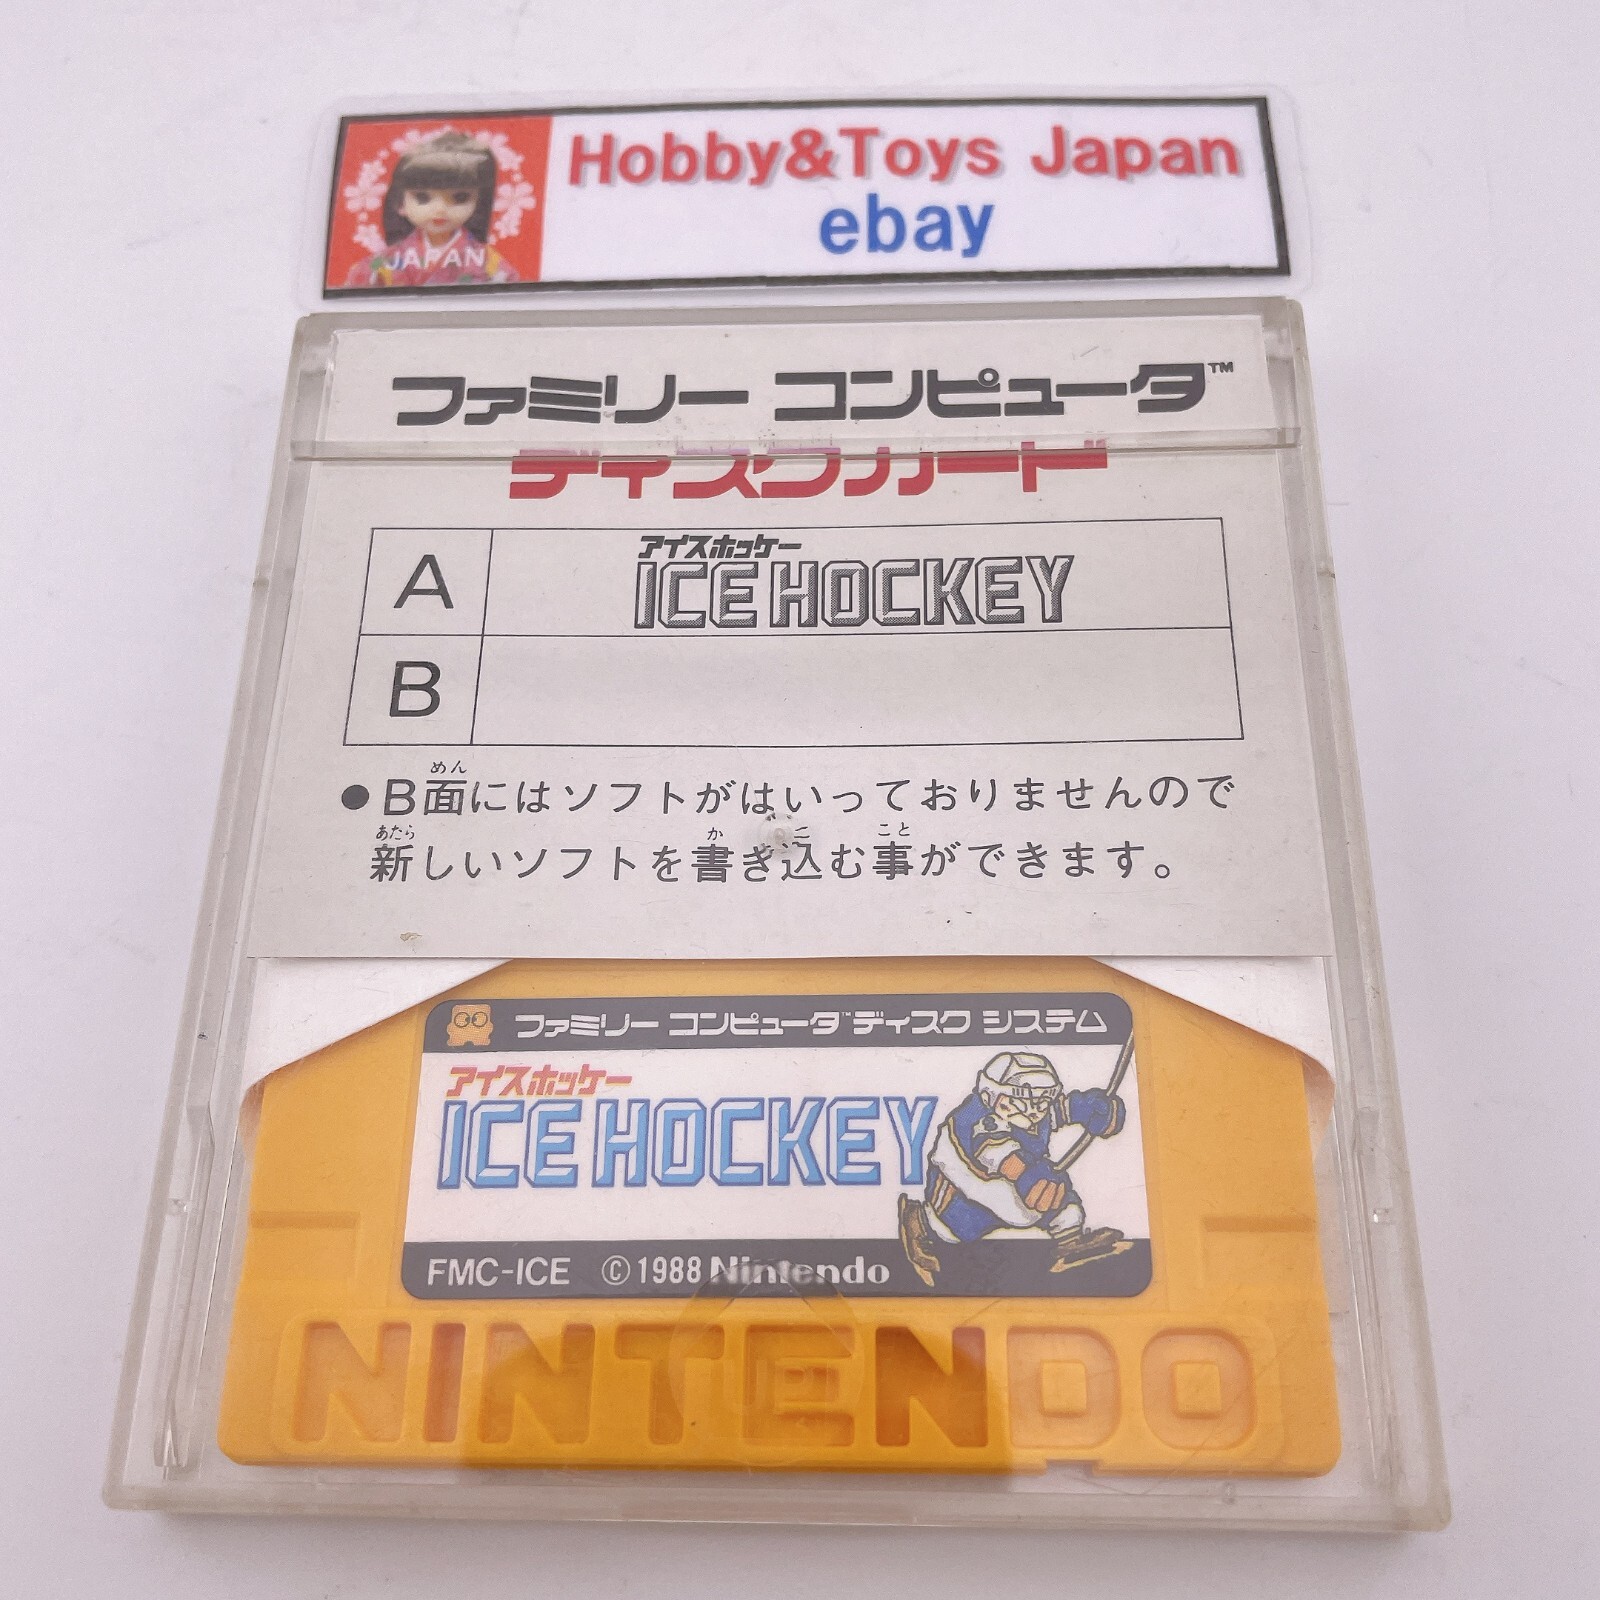 Hobby&Toys Japan
ebay
JAPAN
ファミリー コンピュータ™
ディスクカード
A
アイスホッケー
ICE HOCKEY
B
めん
●B面にはソフトがはいっておりませんので
あたら か こ こと
新しいソフトを書き込む事ができます。
ファミリー コンピュータ™ ディスク システム
アイスホッケー
ICE HOCKEY
FMC-ICE ©1988 Nintendo
NINTENDO